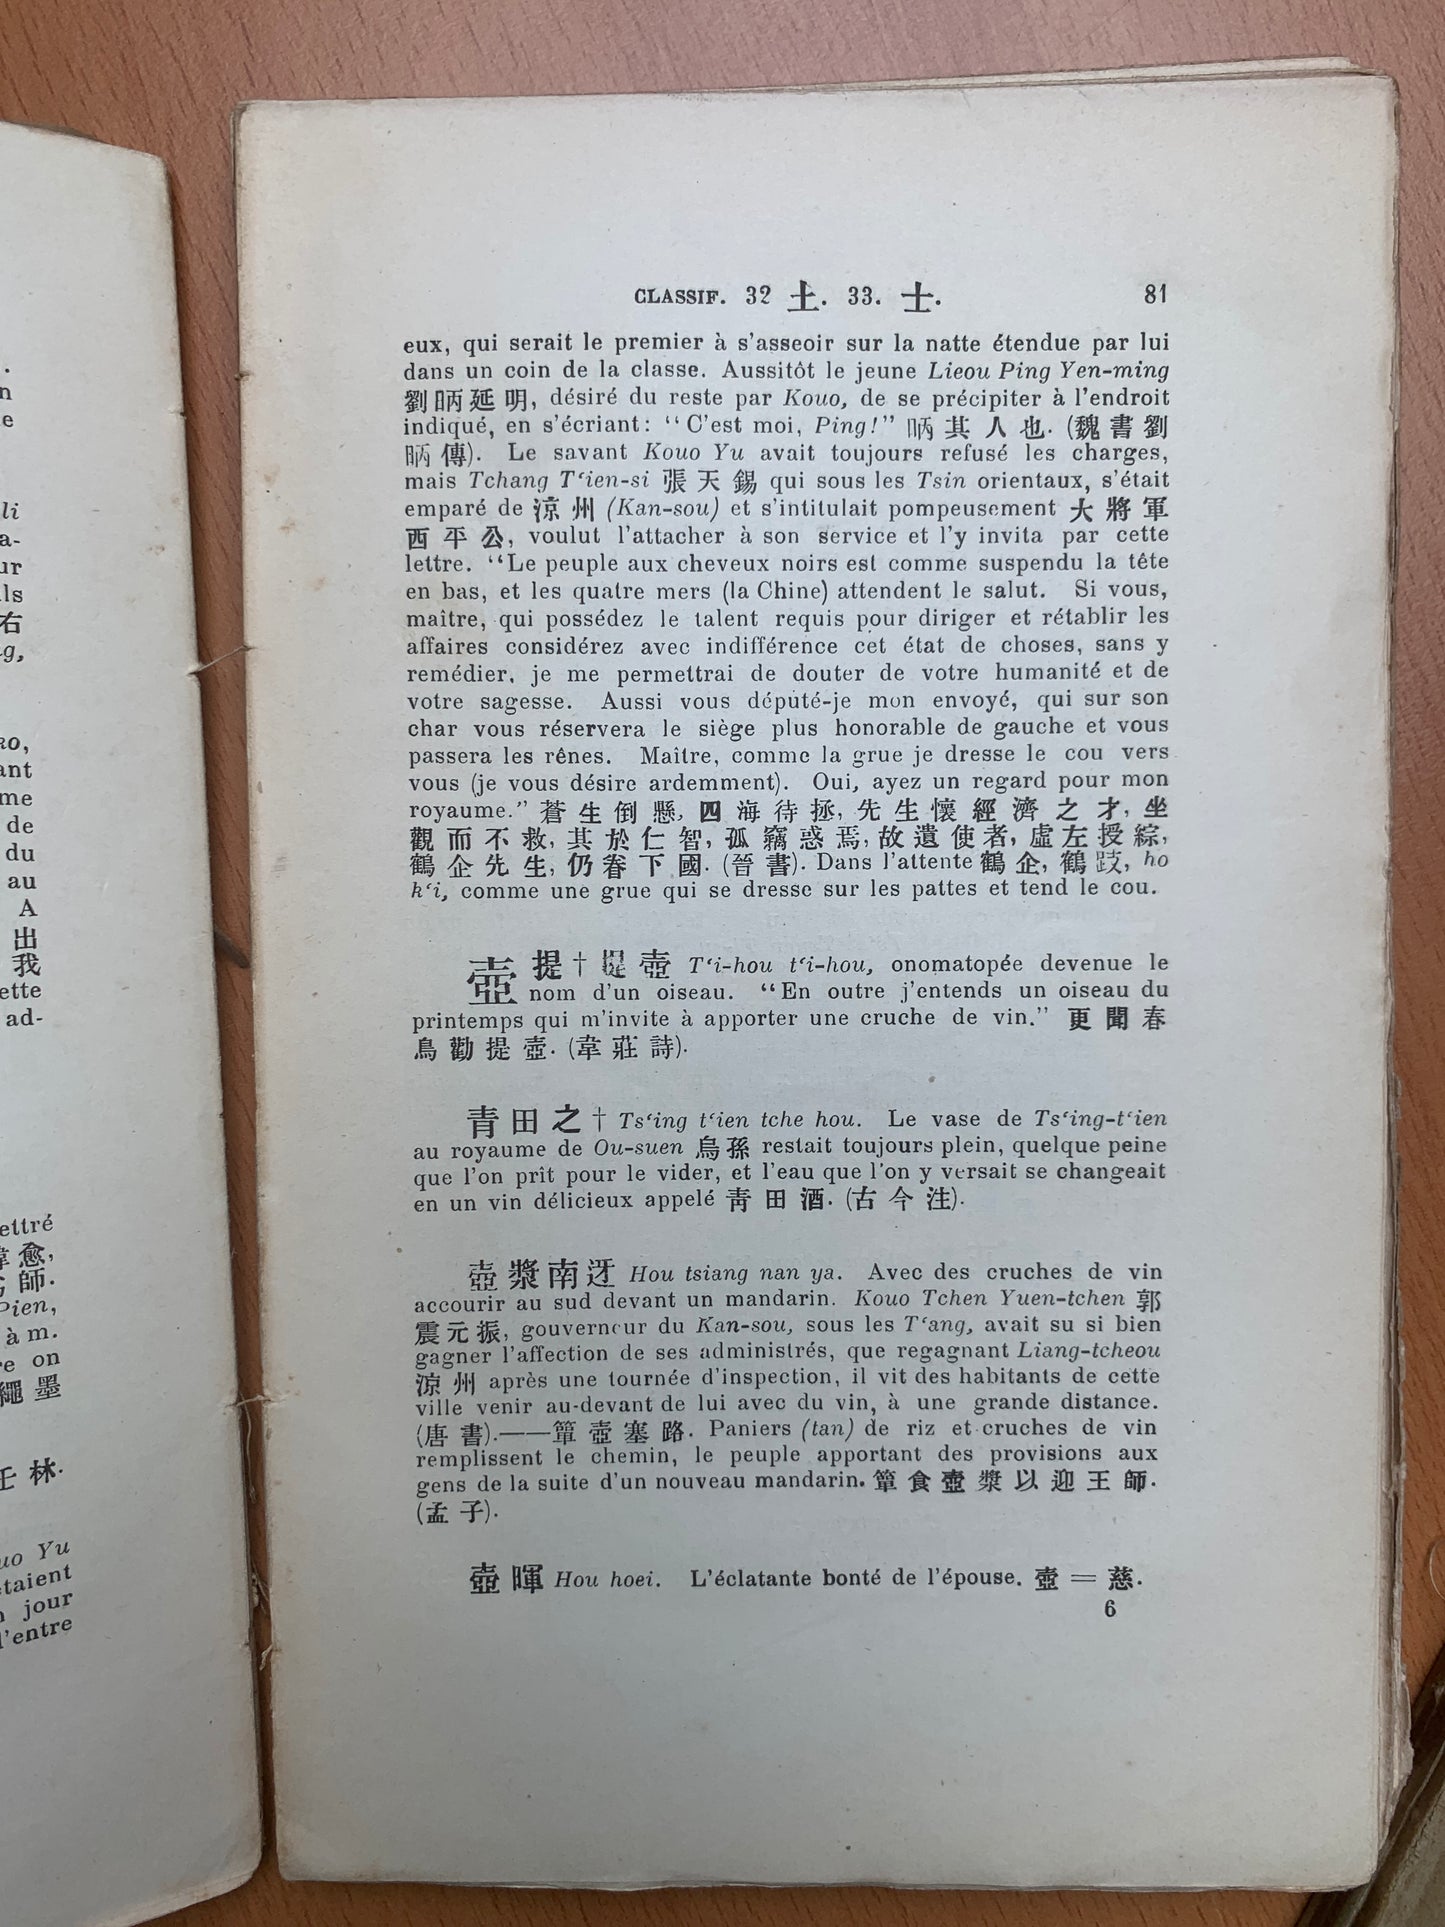 CLASSIF. 32 土. 33. 士. 81
eux, qui serait le premier à s'asseoir sur la natte étendue par lui
dans un coin de la classe. Aussitôt le jeune Lieou Ping Yen-ming
劉昞延明, désiré du reste par Kouo, de se précipiter à l'endroit
indiqué, en s'écriant: "C'est moi, Ping!" 昞其人也. (魏書劉
昞傳). Le savant Kouo Yu avait toujours refusé les charges,
mais Tchang T'ien-si 張天錫 qui sous les Tsin orientaux, s'était
emparé de 涼州 (Kan-sou) et s'intitulait pompeusement 大將軍
西平公, voulut l'attacher à son service et l'y invita par cette
lettre. "Le peuple aux cheveux noirs est comme suspendu la tête
en bas, et les quatre mers (la Chine) attendent le salut. Si vous,
maître, qui possédez le talent requis pour diriger et rétablir les
affaires considérez avec indifférence cet état de choses, sans y
remédier, je me permettrai de douter de votre humanité et de
votre sagesse. Aussi vous député-je mon envoyé, qui sur son
char vous réservera le siège plus honorable de gauche et vous
passera les rênes. Maître, comme la grue je dresse le cou vers
vous (je vous désire ardemment). Oui, ayez un regard pour mon
royaume." 蒼生倒懸, 四海待拯, 先生懷經濟之才, 坐
觀而不救, 其於仁智, 孤竊惑焉, 故遣使者, 虛左授綜,
鶴企先生, 仍眷下國. (晉書). Dans l'attente 鶴企, 鶴跂, ho
k'i, comme une grue qui se dresse sur les pattes et tend le cou.
壺 提†提壺 T'i-hou t'i-hou, onomatopée devenue le
nom d'un oiseau. "En outre j'entends un oiseau du
printemps qui m'invite à apporter une cruche de vin." 更聞春
鳥勸提壺. (韋莊詩).
青田之† Ts'ing t'ien tche hou. Le vase de Ts'ing-t'ien
au royaume de Ou-suen 烏孫 restait toujours plein, quelque peine
que l'on prît pour le vider, et l'eau que l'on y versait se changeait
en un vin délicieux appelé 靑田酒. (古今注).
壺漿南迓 Hou tsiang nan ya. Avec des cruches de vin
accourir au sud devant un mandarin. Kouo Tchen Yuen-tchen 郭
震元振, gouverneur du Kan-sou, sous les T'ang, avait su si bien
gagner l'affection de ses administrés, que regagnant Liang-tcheou
涼州 après une tournée d'inspection, il vit des habitants de cette
ville venir au-devant de lui avec du vin, à une grande distance.
(唐書).——簞壺塞路. Paniers (tan) de riz et cruches de vin
remplissent le chemin, le peuple apportant des provisions aux
gens de la suite d'un nouveau mandarin. 簞食壺漿以迎王師.
(孟子).
壺暉 Hou hoei. L'éclatante bonté de l'épouse. 壺=慈.
6